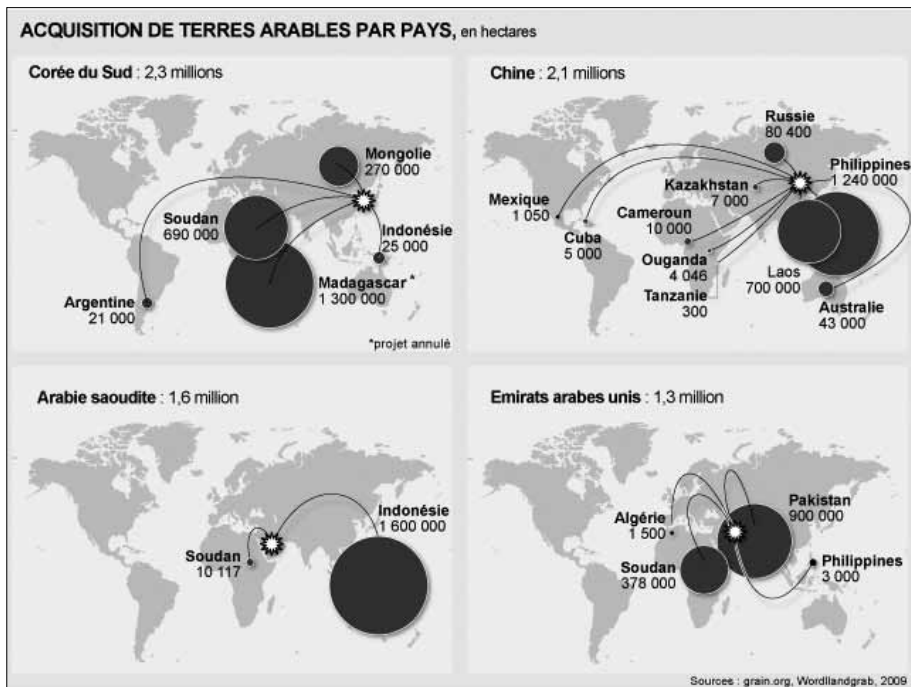 ACQUISITION DE TERRES ARABLES PAR PAYS, en hectares
Corée du Sud : 2,3 millions
Mongolie
270 000
Soudan
690 000
Indonésie
25 000
Madagascar*
1 300 000
Argentine
21 000
*projet annulé
Chine : 2,1 millions
Russie
80 400
Philippines
1 240 000
Kazakhstan
7 000
Mexique
1 050
Cuba
5 000
Cameroun
10 000
Ouganda
4 046
Tanzanie
300
Laos
700 000
Australie
43 000
Arabie saoudite : 1,6 million
Indonésie
1 600 000
Soudan
10 117
Emirats arabes unis : 1,3 million
Pakistan
900 000
Algérie
1 500
Soudan
378 000
Philippines
3 000
Sources : grain.org, Wordllandgrab, 2009